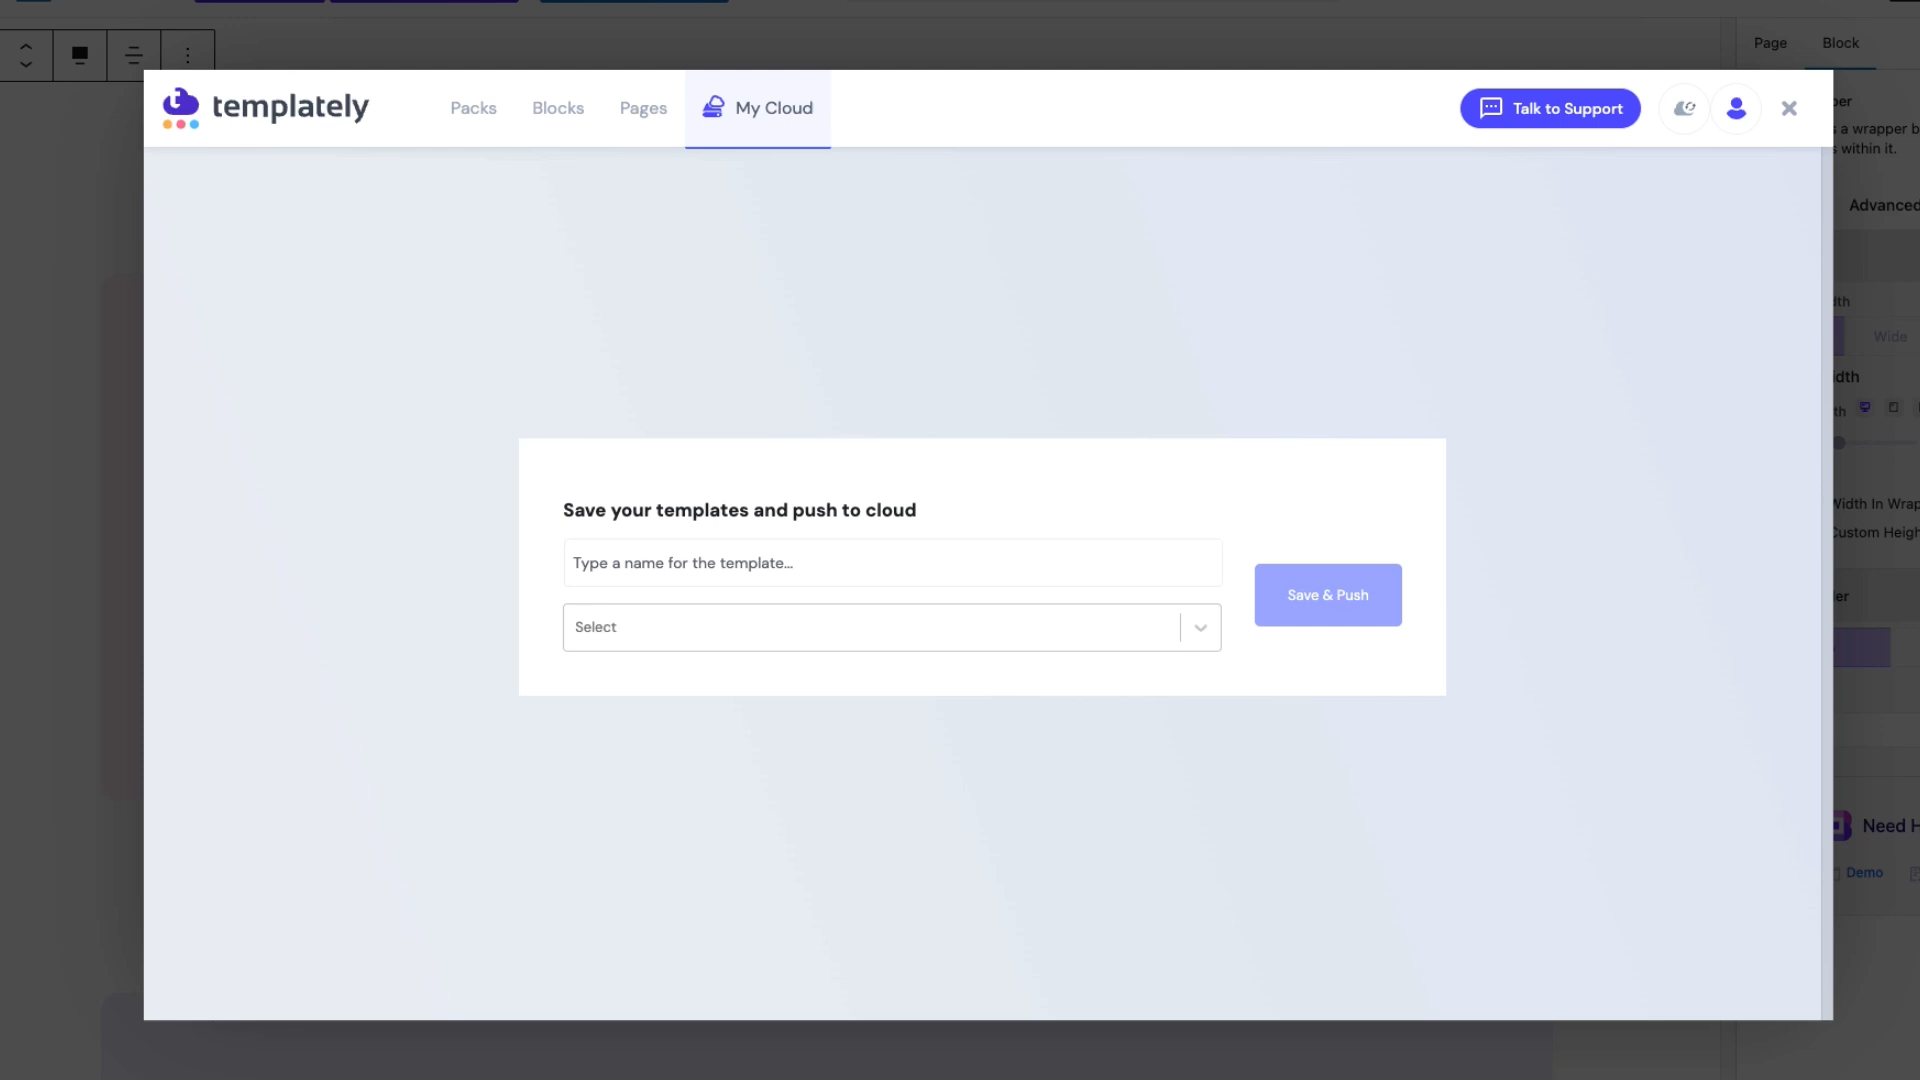 Page Block
templately Packs Blocks Pages My Cloud Talk to Support
s a wrapper b
s within it.
Advanced
Wide
Save your templates and push to cloud
Type a name for the template...
Save & Push
Select
Width In Wrap
Custom Heigh
Need H
Demo